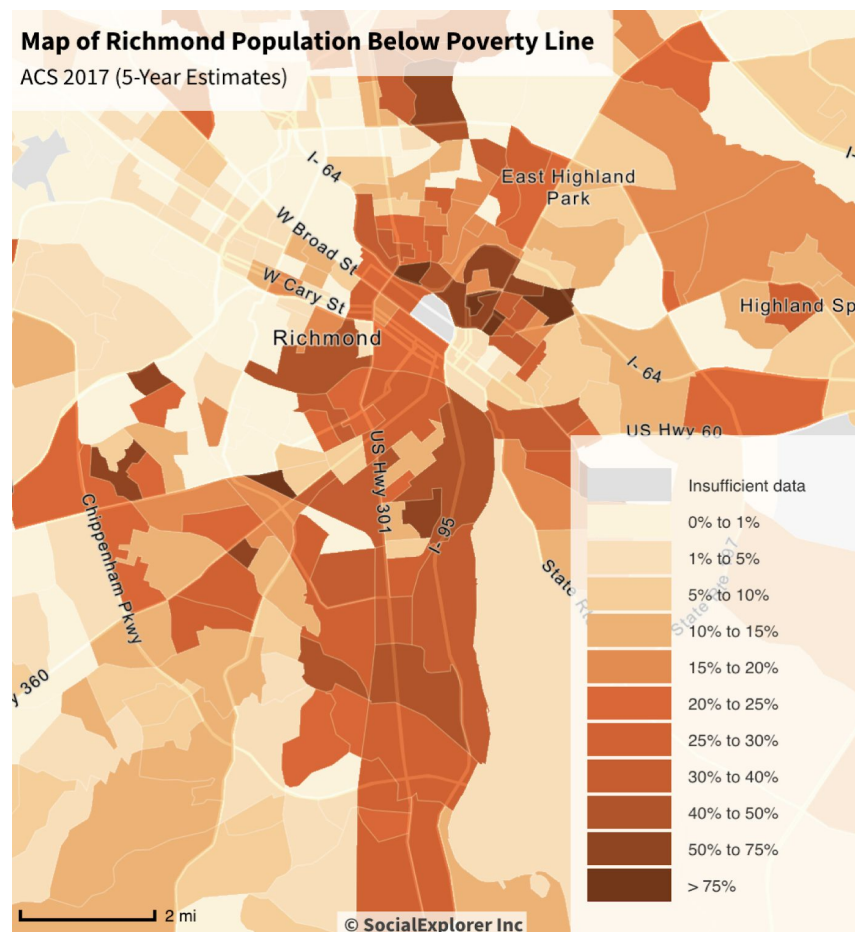 Map of Richmond Population Below Poverty Line
ACS 2017 (5-Year Estimates)
I- 64
I-
East Highland
Park
W Broad St
W Cary St
Richmond
Highland Sp
I- 64
US Hwy 60
US Hwy 301
I- 95
Chippenham Pkwy
State Rt
y 360
Insufficient data
0% to 1%
1% to 5%
5% to 10%
10% to 15%
15% to 20%
20% to 25%
25% to 30%
30% to 40%
40% to 50%
50% to 75%
> 75%
2 mi
© SocialExplorer Inc